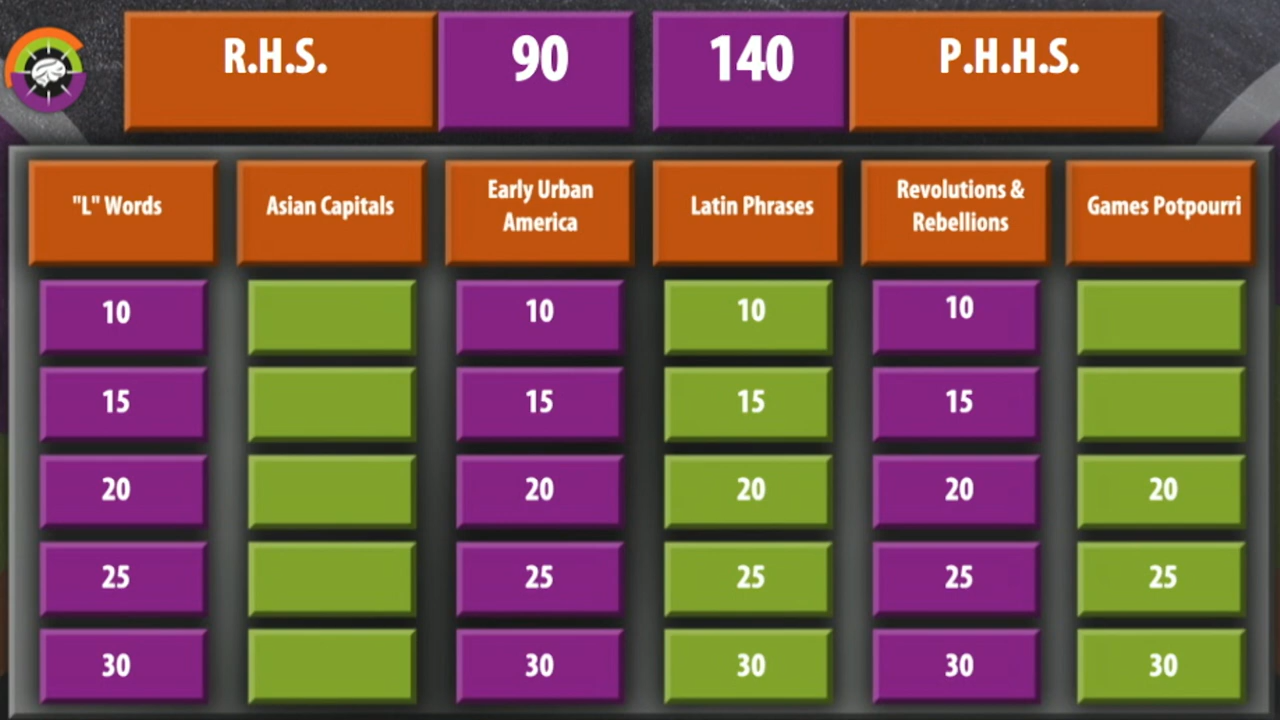 R.H.S.
90
140
P.H.H.S.
"L" Words
Asian Capitals
Early Urban
America
Latin Phrases
Revolutions &
Rebellions
Games Potpourri
10
10
10
10
15
15
15
15
20
20
20
20
20
25
25
25
25
25
30
30
30
30
30